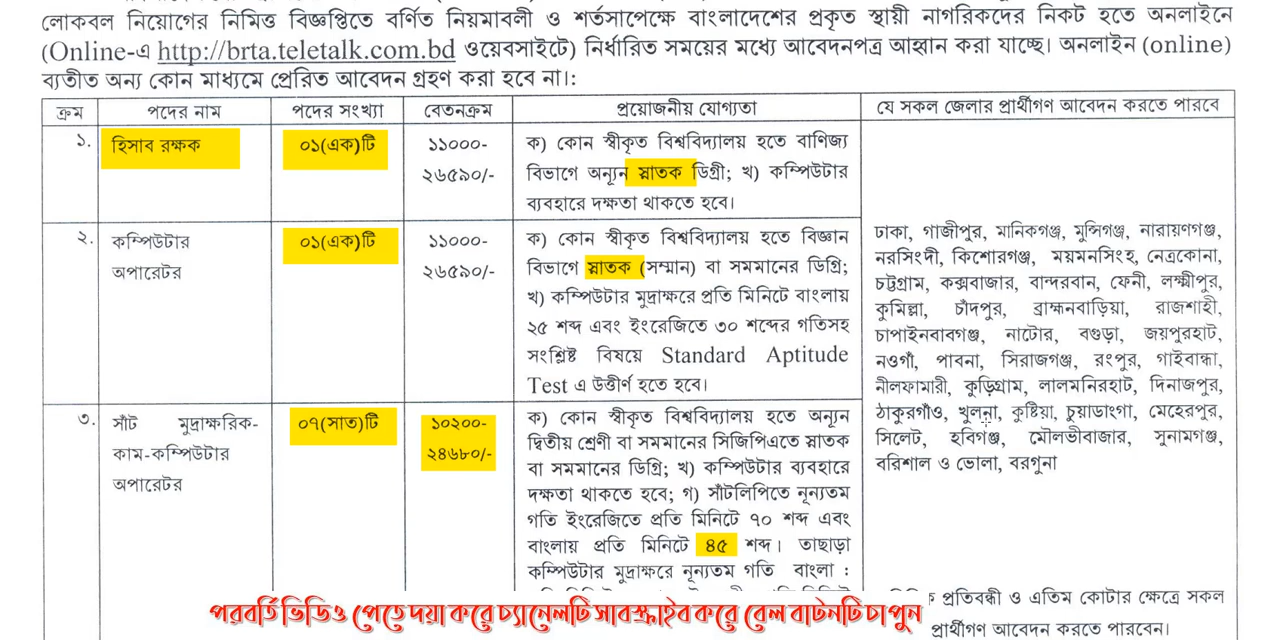 লোকবল নিয়োগের নিমিত্ত বিজ্ঞপ্তিতে বর্ণিত নিয়মাবলী ও শর্তসাপেক্ষে বাংলাদেশের প্রকৃত স্থায়ী নাগরিকদের নিকট হতে অনলাইনে
(Online-এ http://brta.teletalk.com.bd ওয়েবসাইটে) নির্ধারিত সময়ের মধ্যে আবেদনপত্র আহ্বান করা যাচ্ছে। অনলাইন (online)
ব্যতীত অন্য কোন মাধ্যমে প্রেরিত আবেদন গ্রহণ করা হবে না।:
ক্রম পদের নাম পদের সংখ্যা বেতনক্রম প্রয়োজনীয় যোগ্যতা যে সকল জেলার প্রার্থীগণ আবেদন করতে পারবে
১. হিসাব রক্ষক ০১(এক)টি ১১০০০-
২৬৫৯০/-
ক) কোন স্বীকৃত বিশ্ববিদ্যালয় হতে বাণিজ্য
বিভাগে অন্যূন স্নাতক ডিগ্রী; খ) কম্পিউটার
ব্যবহারে দক্ষতা থাকতে হবে।
২. কম্পিউটার
অপারেটর
০১(এক)টি
১১০০০-
২৬৫৯০/-
ক) কোন স্বীকৃত বিশ্ববিদ্যালয় হতে বিজ্ঞান
বিভাগে স্নাতক (সম্মান) বা সমমানের ডিগ্রি;
খ) কম্পিউটার মুদ্রাক্ষরে প্রতি মিনিটে বাংলায়
২৫ শব্দ এবং ইংরেজিতে ৩০ শব্দের গতিসহ
সংশ্লিষ্ট বিষয়ে Standard Aptitude
Test এ উত্তীর্ণ হতে হবে।
৩. সাঁট মুদ্রাক্ষরিক-
কাম-কম্পিউটার
অপারেটর
০৭(সাত)টি
১০২০০-
২৪৬৮০/-
ক) কোন স্বীকৃত বিশ্ববিদ্যালয় হতে অন্যূন
দ্বিতীয় শ্রেণী বা সমমানের সিজিপিএতে স্নাতক
বা সমমানের ডিগ্রি; খ) কম্পিউটার ব্যবহারে
দক্ষতা থাকতে হবে; গ) সাঁটলিপিতে নূন্যতম
গতি ইংরেজিতে প্রতি মিনিটে ৭০ শব্দ এবং
বাংলায় প্রতি মিনিটে ৪৫ শব্দ। তাছাড়া
কম্পিউটার মুদ্রাক্ষরে নূন্যতম গতি বাংলা :
ঢাকা, গাজীপুর, মানিকগঞ্জ, মুন্সিগঞ্জ, নারায়ণগঞ্জ,
নরসিংদী, কিশোরগঞ্জ, ময়মনসিংহ, নেত্রকোনা,
চট্টগ্রাম, কক্সবাজার, বান্দরবান, ফেনী, লক্ষ্মীপুর,
কুমিল্লা, চাঁদপুর, ব্রাহ্মনবাড়িয়া, রাজশাহী,
চাপাইনবাবগঞ্জ, নাটোর, বগুড়া, জয়পুরহাট,
নওগাঁ, পাবনা, সিরাজগঞ্জ, রংপুর, গাইবান্ধা,
নীলফামারী, কুড়িগ্রাম, লালমনিরহাট, দিনাজপুর,
ঠাকুরগাঁও, খুলনা, কুষ্টিয়া, চুয়াডাংগা, মেহেরপুর,
সিলেট, হবিগঞ্জ, মৌলভীবাজার, সুনামগঞ্জ,
বরিশাল ও ভোলা, বরগুনা
প্রতিবন্ধী ও এতিম কোটার ক্ষেত্রে সকল
প্রার্থীগণ আবেদন করতে পারবেন।
পরবর্তি ভিডিও পেতে দয়া করে চ্যানেলটি সাবস্ক্রাইব করে বেল বাটনটি চাপুন